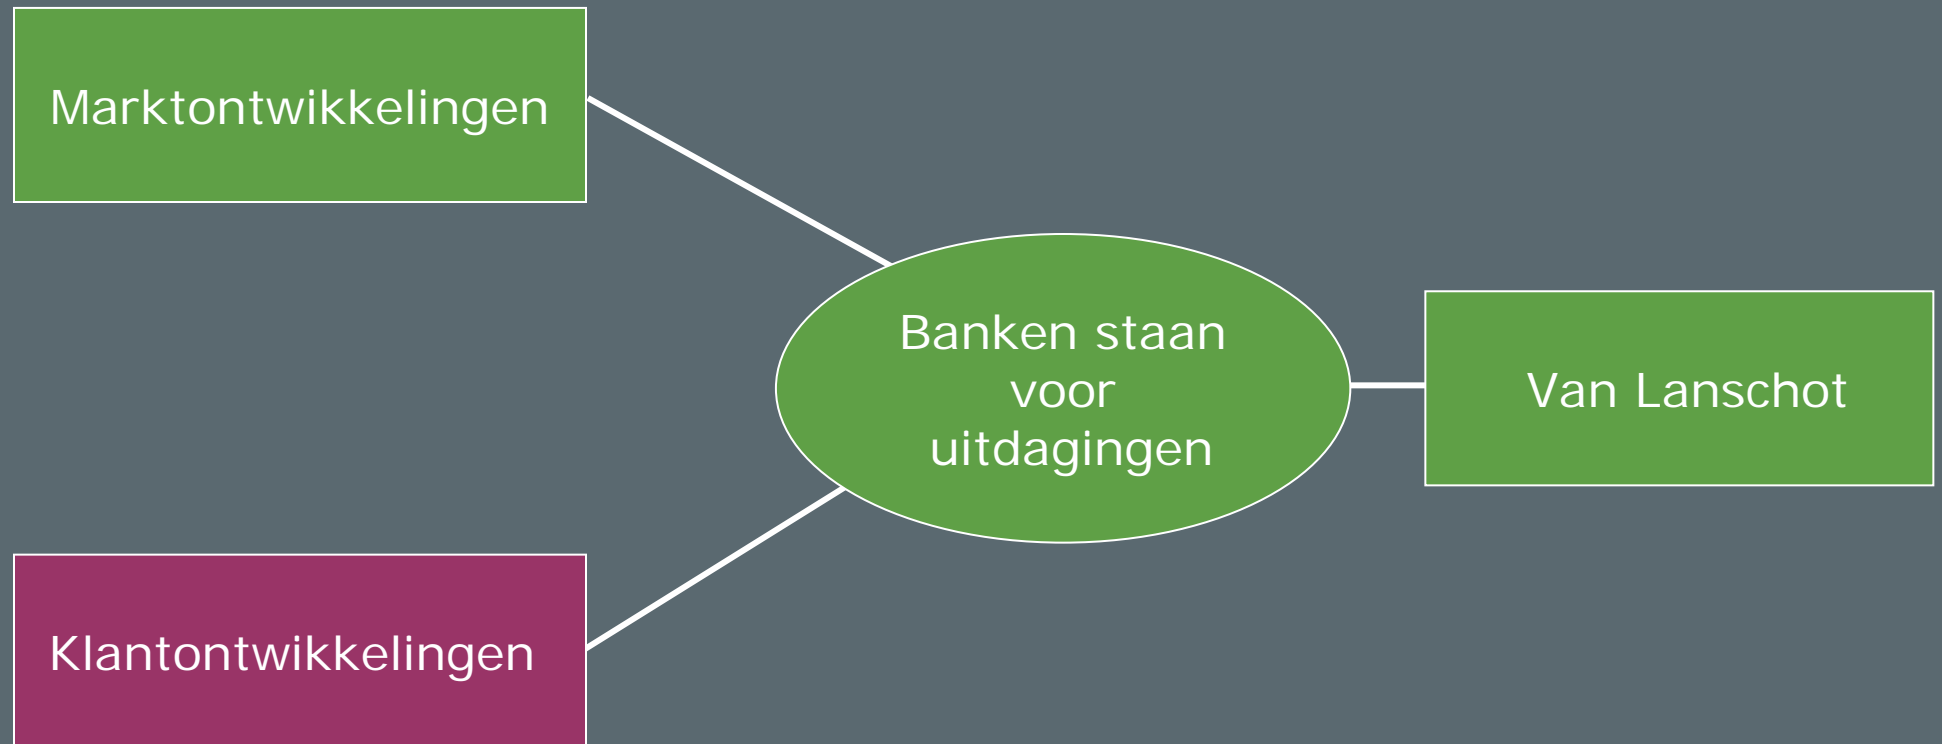 Marktontwikkelingen
Banken staan
voor
uitdagingen
Van Lanschot
Klantontwikkelingen